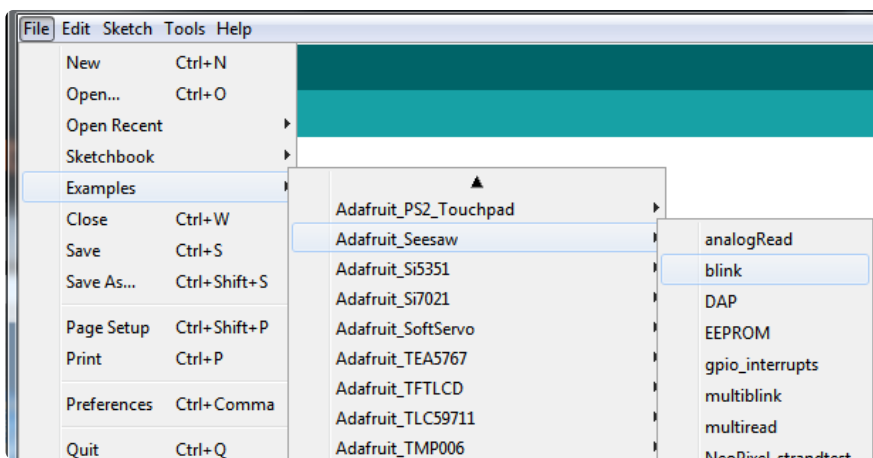 File Edit Sketch Tools Help
New Ctrl+N
Open... Ctrl+O
Open Recent
Sketchbook
Examples
Close Ctrl+W
Save Ctrl+S
Save As... Ctrl+Shift+S
Page Setup Ctrl+Shift+P
Print Ctrl+P
Preferences Ctrl+Comma
Quit Ctrl+Q
Adafruit_PS2_Touchpad
Adafruit_Seesaw
Adafruit_Si5351
Adafruit_Si7021
Adafruit_SoftServo
Adafruit_TEA5767
Adafruit_TFTLCD
Adafruit_TLC59711
Adafruit_TMP006
analogRead
blink
DAP
EEPROM
gpio_interrupts
multiblink
multiread
NeoPixel_strandtest